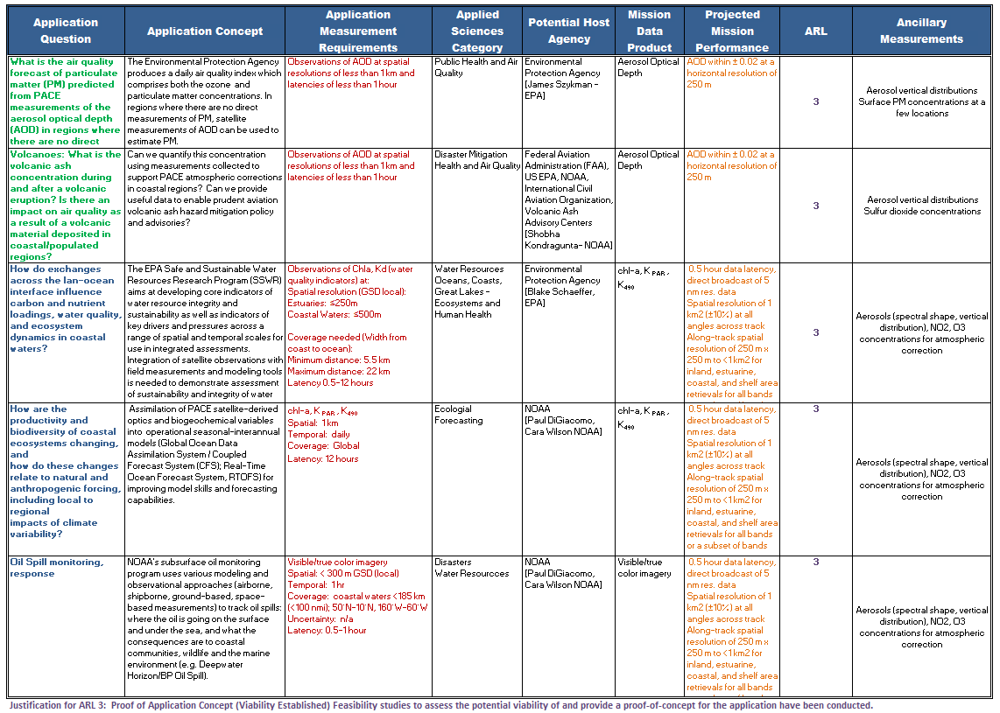 Application Question
Application Concept
Application Measurement Requirements
Applied Sciences Category
Potential Host Agency
Mission Data Product
Projected Mission Performance
ARL
Ancillary Measurements
What is the air quality
forecast of particulate
matter (PM) predicted
from PACE
measurements of the
aerosol optical depth
(AOD) in regions where
there are no direct
The Environmental Protection Agency
produces a daily air quality index which
comprises both the ozone and
particulate matter concentrations. In
regions where there are no direct
measurements of PM, satellite
measurements of AOD can be used to
estimate PM.
Observations of AOD at spatial
resolutions of less than 1 km and
latencies of less than 1 hour
Public Health and Air
Quality
Environmental
Protection Agency
[James Szykman -
EPA]
Aerosol Optical
Depth
AOD within ± 0.02 at a
horizontal resolution of
250 m
3
Aerosol vertical distributions
Surface PM concentrations at a
few locations
Volcanoes: What is the
volcanic ash
concentration during
and after a volcanic
eruption? Is there an
impact on air quality as
a result of a volcanic
material deposited in
coastal/populated
regions?
Can we quantify this concentration
using measurements collected to
support PACE atmospheric corrections
in coastal regions? Can we provide
useful data to enable prudent aviation
volcanic ash hazard mitigation policy
and advisories?
Observations of AOD at spatial
resolutions of less than 1 km and
latencies of less than 1 hour
Disaster Mitigation
Health and Air Quality
Federal Aviation
Administration (FAA),
US EPA, NOAA,
International Civil
Aviation Organization,
Volcanic Ash
Advisory Centers
[Shobha
Kondragunta- NOAA]
Aerosol Optical
Depth
AOD within ± 0.02 at a
horizontal resolution of
250 m
3
Aerosol vertical distributions
Sulfur dioxide concentrations
How do exchanges
across the lan-ocean
interface influence
carbon and nutrient
loadings, water quality,
and ecosystem
dynamics in coastal
waters?
The EPA Safe and Sustainable Water
Resources Research Program (SSWR)
aims at developing core indicators of
water resource integrity and
sustainability as well as indicators of
key drivers and pressures across a
range of spatial and temporal scales for
use in integrated assessments.
Integration of satellite observations with
field measurements and modeling tools
is needed to demonstrate assessment
of sustainability and integrity of water
Observations of Chla, Kd (water
quality indicators) at:
Spatial resolution (GSD local):
Estuaries: ≤250m
Coastal Waters: ≤500m
Coverage needed (Width from
coast to ocean):
Minimum distance: 5.5 km
Maximum distance: 22 km
Latency 0.5-12 hours
Water Resources
Oceans, Coasts,
Great Lakes -
Ecosystems and
Human Health
Environmental
Protection Agency
[Blake Schaeffer,
EPA]
chl-a, K PAR ,
K490
0.5 hour data latency,
direct broadcast of 5
nm res. data
Spatial resolution of 1
km2 (±10%) at all
angles across track
Along-track spatial
resolution of 250 m x
250 m to <1 km2 for
inland, estuarine,
coastal, and shelf area
retrievals for all bands
3
Aerosols (spectral shape, vertical
distribution), NO2, O3
concentrations for atmospheric
correction
How are the
productivity and
biodiversity of coastal
ecosystems changing,
and
how do these changes
relate to natural and
anthropogenic forcing,
including local to
regional
impacts of climate
variability?
Assimilation of PACE satellite-derived
optics and biogeochemical variables
into operational seasonal-interannual
models (Global Ocean Data
Assimilation System / Coupled
Forecast System (CFS); Real-Time
Ocean Forecast System, RTOFS) for
improving model skills and forecasting
capabilities.
chl-a, K PAR , K490
Spatial: 1 km
Temporal: daily
Coverage: Global
Latency: 12 hours
Ecological
Forecasting
NOAA
[Paul DiGiacomo,
Cara Wilson NOAA]
chl-a, K PAR ,
K490
0.5 hour data latency,
direct broadcast of 5
nm res. data
Spatial resolution of 1
km2 (±10%) at all
angles across track
Along-track spatial
resolution of 250 m x
250 m to <1 km2 for
inland, estuarine,
coastal, and shelf area
retrievals for all bands
or a subset of bands
3
Aerosols (spectral shape, vertical
distribution), NO2, O3
concentrations for atmospheric
correction
Oil Spill monitoring,
response
NOAA's subsurface oil monitoring
program uses various modeling and
observational approaches (airborne,
shipborne, ground-based, space-
based measurements) to track oil spills:
where the oil is going on the surface
and under the sea, and what the
consequences are to coastal
communities, wildlife and the marine
environment (e.g. Deepwater
Horizon/BP Oil Spill).
Visible/true color imagery
Spatial: < 300 m GSD (local)
Temporal: 1 hr
Coverage: coastal waters <185 km
(<100 nmi); 50°N-10°N, 160°W-60°W
Uncertainty: n/a
Latency: 0.5-1 hour
Disasters
Water Resourcces
NOAA
[Paul DiGiacomo,
Cara Wilson NOAA]
Visible/true
color imagery
0.5 hour data latency,
direct broadcast of 5
nm res. data
Spatial resolution of 1
km2 (±10%) at all
angles across track
Along-track spatial
resolution of 250 m x
250 m to <1 km2 for
inland, estuarine,
coastal, and shelf area
retrievals for all bands
3
Aerosols (spectral shape, vertical
distribution), NO2, O3
concentrations for atmospheric
correction
Justification for ARL 3: Proof of Application Concept (Viability Established) Feasibility studies to assess the potential viability of and provide a proof-of-concept for the application have been conducted.